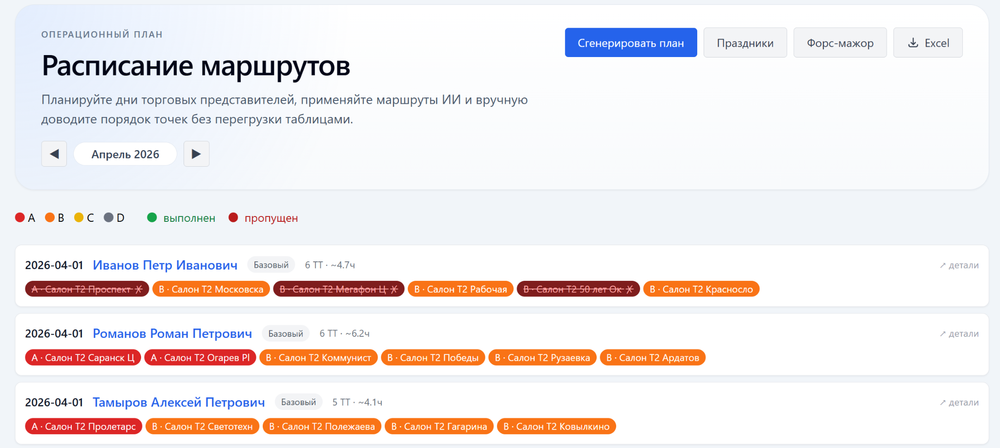 ОПЕРАЦИОННЫЙ ПЛАН
Расписание маршрутов
Планируйте дни торговых представителей, применяйте маршруты ИИ и вручную
доводите порядок точек без перегрузки таблицами.
Сгенерировать план Праздники Форс-мажор Excel
◀ Апрель 2026 ▶
A B C D выполнен пропущен
2026-04-01 Иванов Петр Иванович Базовый 6 ТТ · ~4.7ч ↗ детали
A · Салон Т2 Проспект X B · Салон Т2 Московска B · Салон Т2 Мегафон Ц X B · Салон Т2 Рабочая B · Салон Т2 50 лет Ок X B · Салон Т2 Красносло
2026-04-01 Романов Роман Петрович Базовый 6 ТТ · ~6.2ч ↗ детали
A · Салон Т2 Саранск Ц A · Салон Т2 Огарев Pl B · Салон Т2 Коммунист B · Салон Т2 Победы B · Салон Т2 Рузаевка B · Салон Т2 Ардатов
2026-04-01 Тамыров Алексей Петрович Базовый 5 ТТ · ~4.1ч ↗ детали
A · Салон Т2 Пролетарс B · Салон Т2 Светотехн B · Салон Т2 Полежаева B · Салон Т2 Гагарина B · Салон Т2 Ковылкино